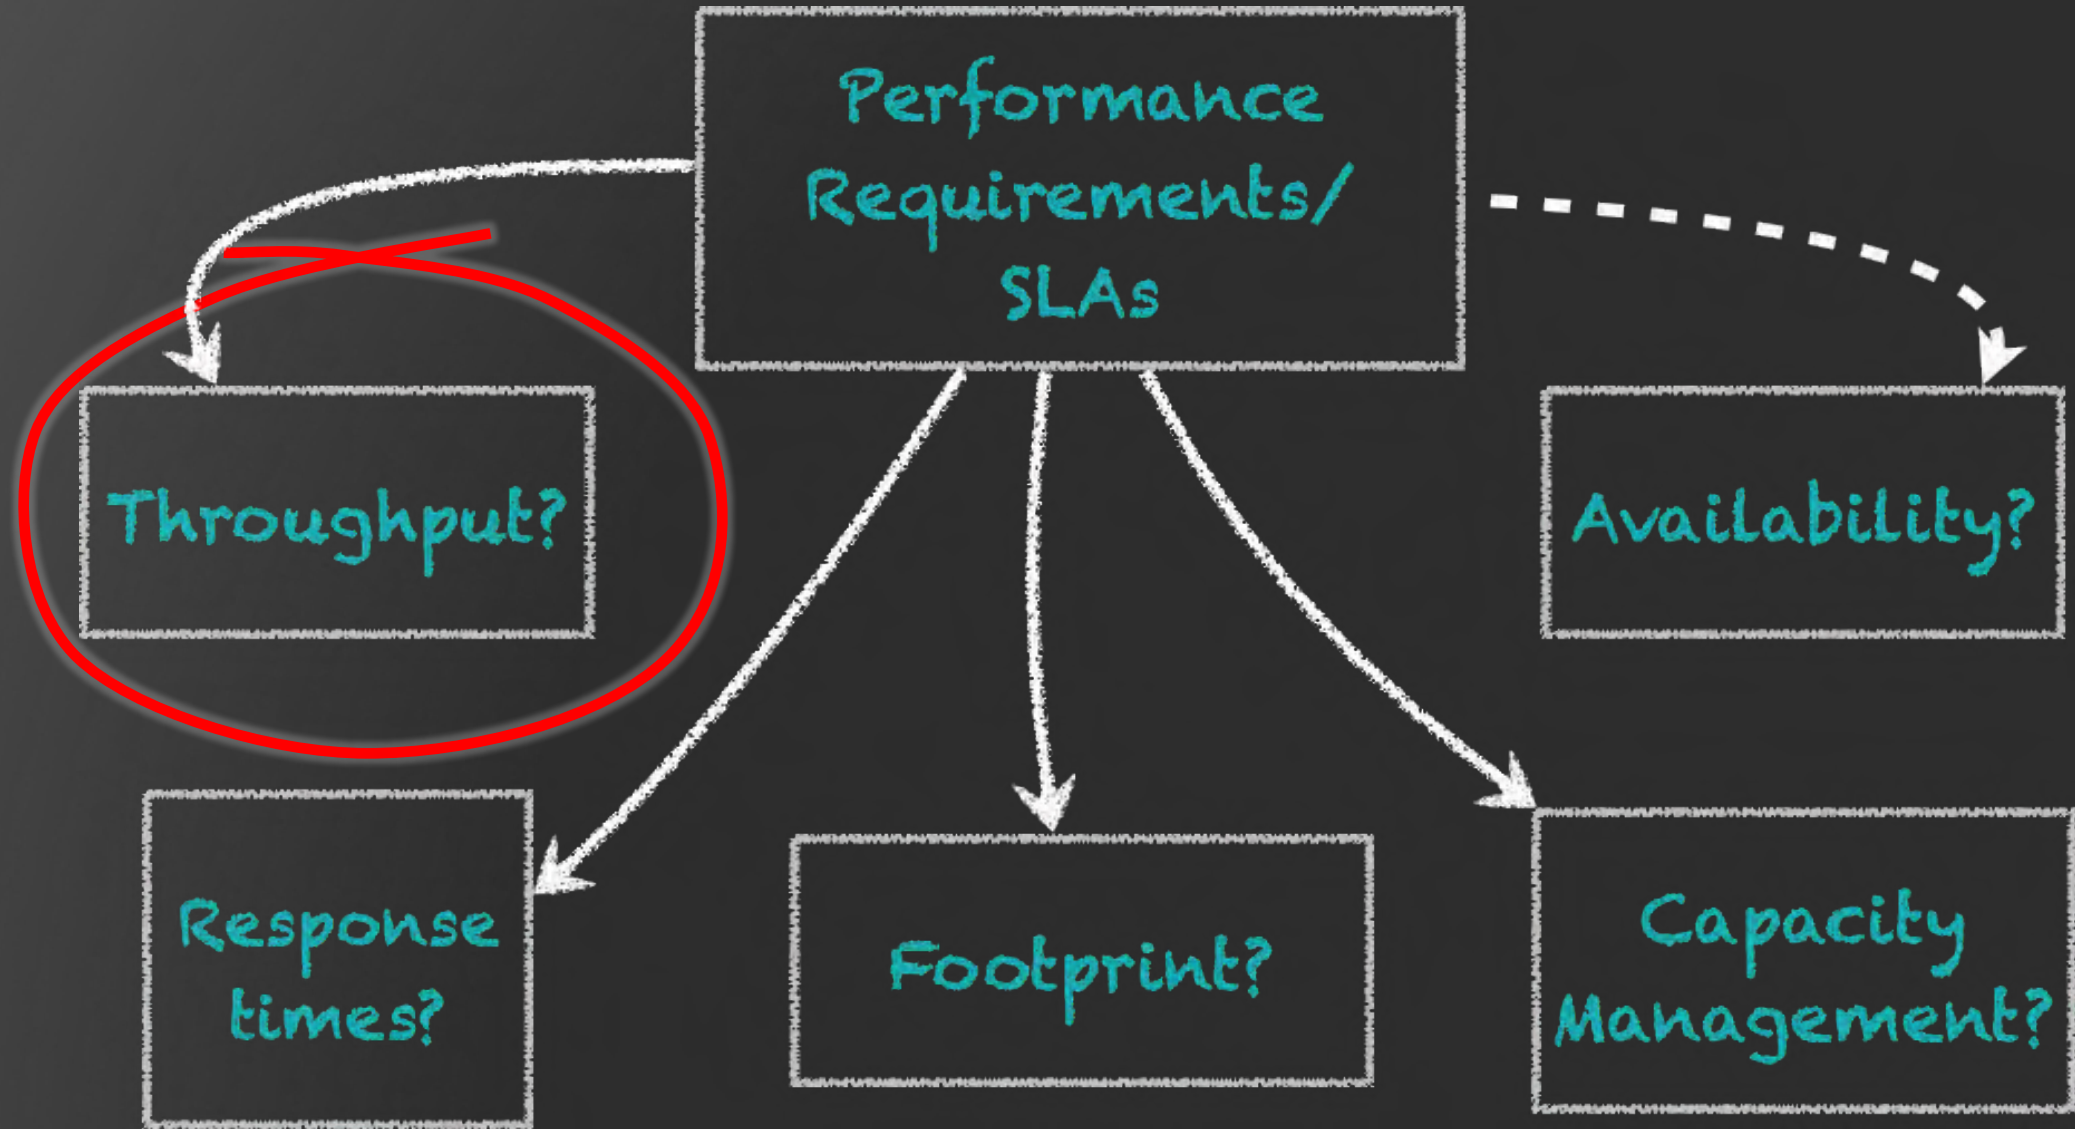 Performance
Requirements/
SLAs
Throughput?
Availability?
Response
times?
Footprint?
Capacity
Management?